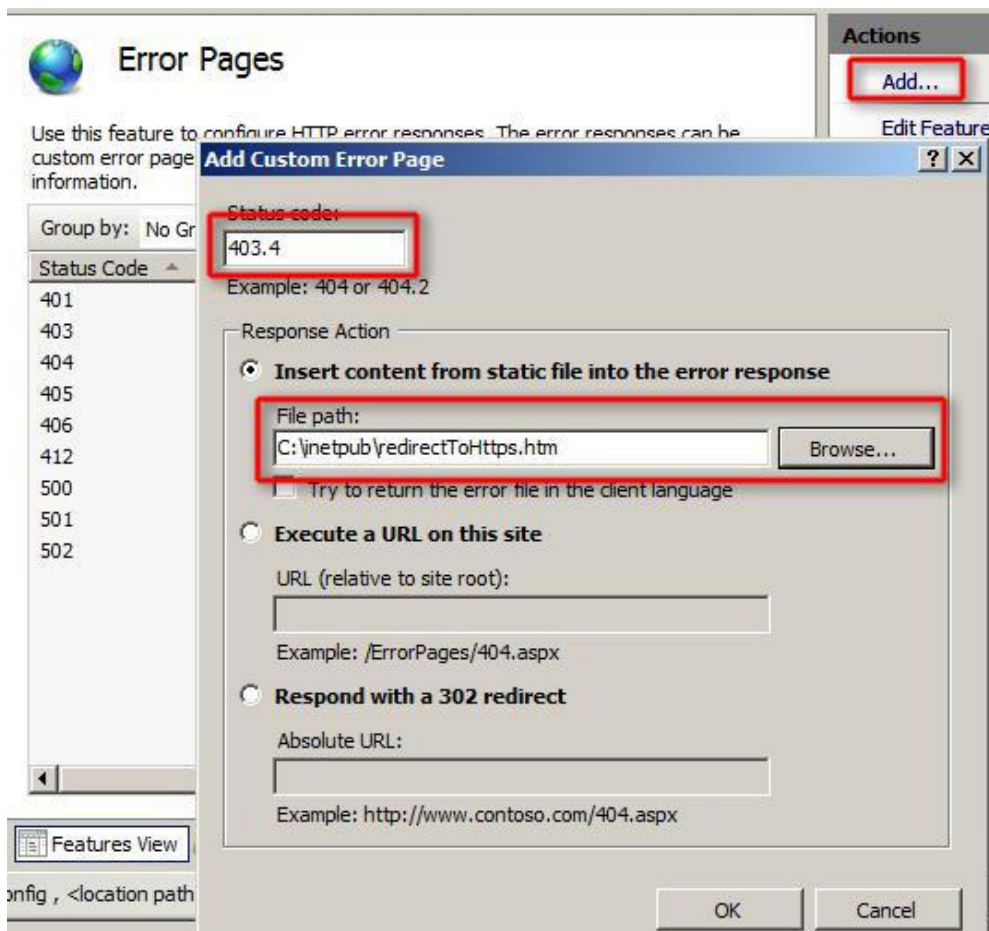 Error Pages
Actions
Add...
Edit Feature
Use this feature to configure HTTP error responses. The error responses can be
custom error page
information.
Group by: No Gr
Status Code
401
403
404
405
406
412
500
501
502
Features View
onfig , <location path
Add Custom Error Page
Status code:
403.4
Example: 404 or 404.2
Response Action
Insert content from static file into the error response
File path:
C:\inetpub\redirectToHttps.htm
Browse...
Try to return the error file in the client language
Execute a URL on this site
URL (relative to site root):
Example: /ErrorPages/404.aspx
Respond with a 302 redirect
Absolute URL:
Example: http://www.contoso.com/404.aspx
OK
Cancel